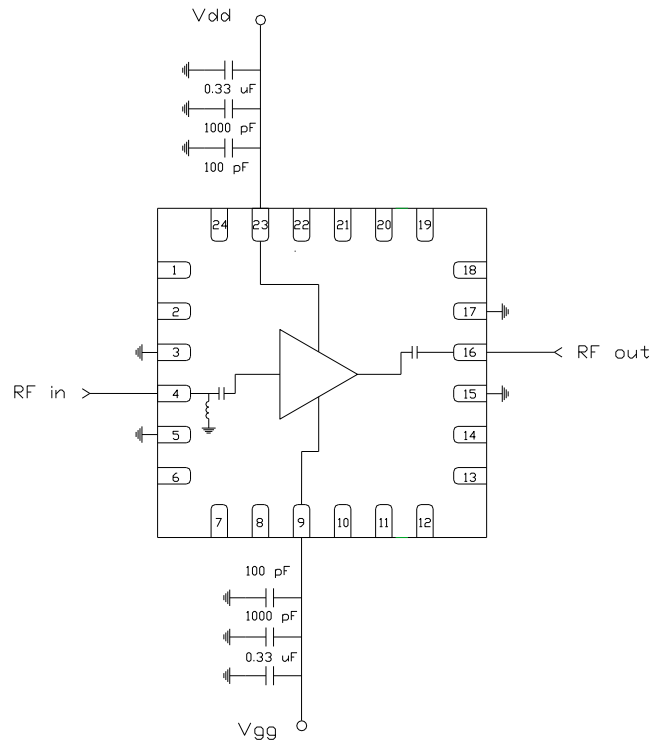 Vdd
0.33 uF
1000 pF
100 pF
24 23 22 21 20 19
1 18
2 17
3 16 RF out
RF in 4 15
5 14
6 13
7 8 9 10 11 12
100 pF
1000 pF
0.33 uF
Vgg